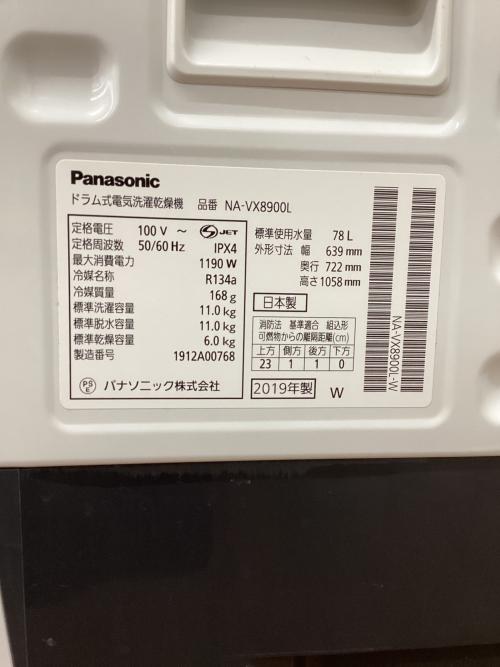 Panasonic
ドラム式電気洗濯乾燥機 品番 NA-VX8900L
定格電圧 100 V ～ JET
定格周波数 50/60 Hz IPX4
最大消費電力 1190 W
冷媒名称 R134a
冷媒質量 168 g
標準洗濯容量 11.0 kg
標準脱水容量 11.0 kg
標準乾燥容量 6.0 kg
製造番号 1912A00768
PS E パナソニック株式会社
標準使用水量 78 L
外形寸法 幅 639 mm
奥行 722 mm
高さ 1058 mm
日本製
消防法 基準適合 組込形
可燃物からの離隔距離(cm)
上方 側方 後方 下方
23 1 1 0
2019年製 W
NA-VX8900L-W